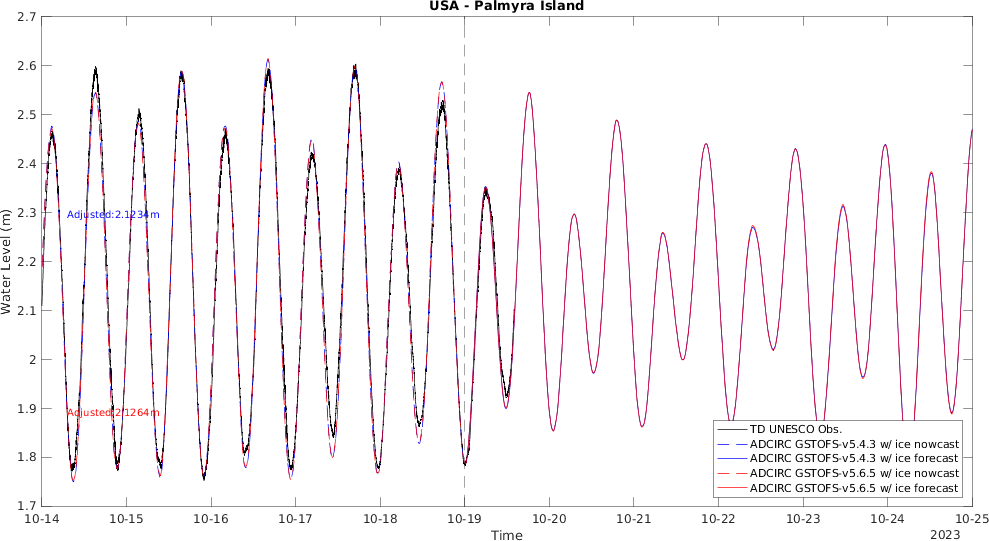 USA - Palmyra Island
2.7
2.6
2.5
2.4
2.3
2.2
2.1
2
1.9
1.8
1.7
Water Level (m)
Adjusted:2.1234m
Adjusted:2.1264m
TD UNESCO Obs.
ADCIRC GSTOFS-v5.4.3 w/ ice nowcast
ADCIRC GSTOFS-v5.4.3 w/ ice forecast
ADCIRC GSTOFS-v5.6.5 w/ ice nowcast
ADCIRC GSTOFS-v5.6.5 w/ ice forecast
10-14 10-15 10-16 10-17 10-18 10-19 10-20 10-21 10-22 10-23 10-24 10-25
Time
2023